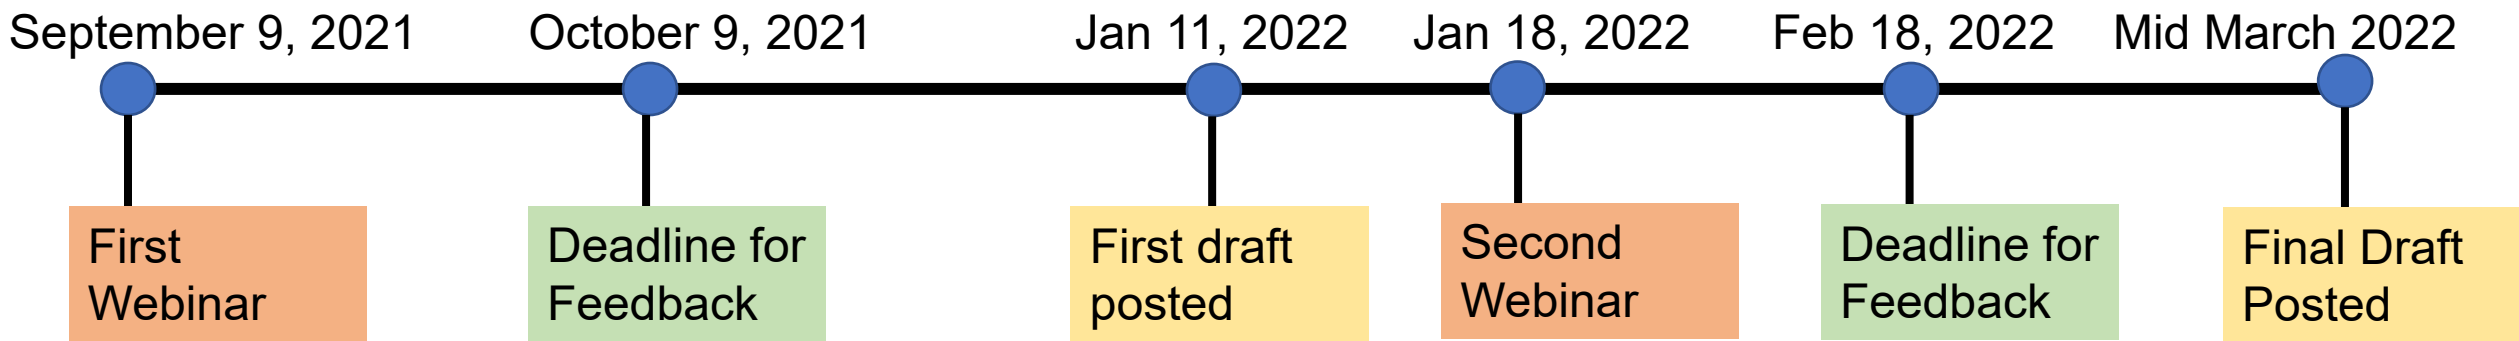 September 9, 2021
October 9, 2021
Jan 11, 2022
Jan 18, 2022
Feb 18, 2022
Mid March 2022
First
Webinar
Deadline for
Feedback
First draft
posted
Second
Webinar
Deadline for
Feedback
Final Draft
Posted